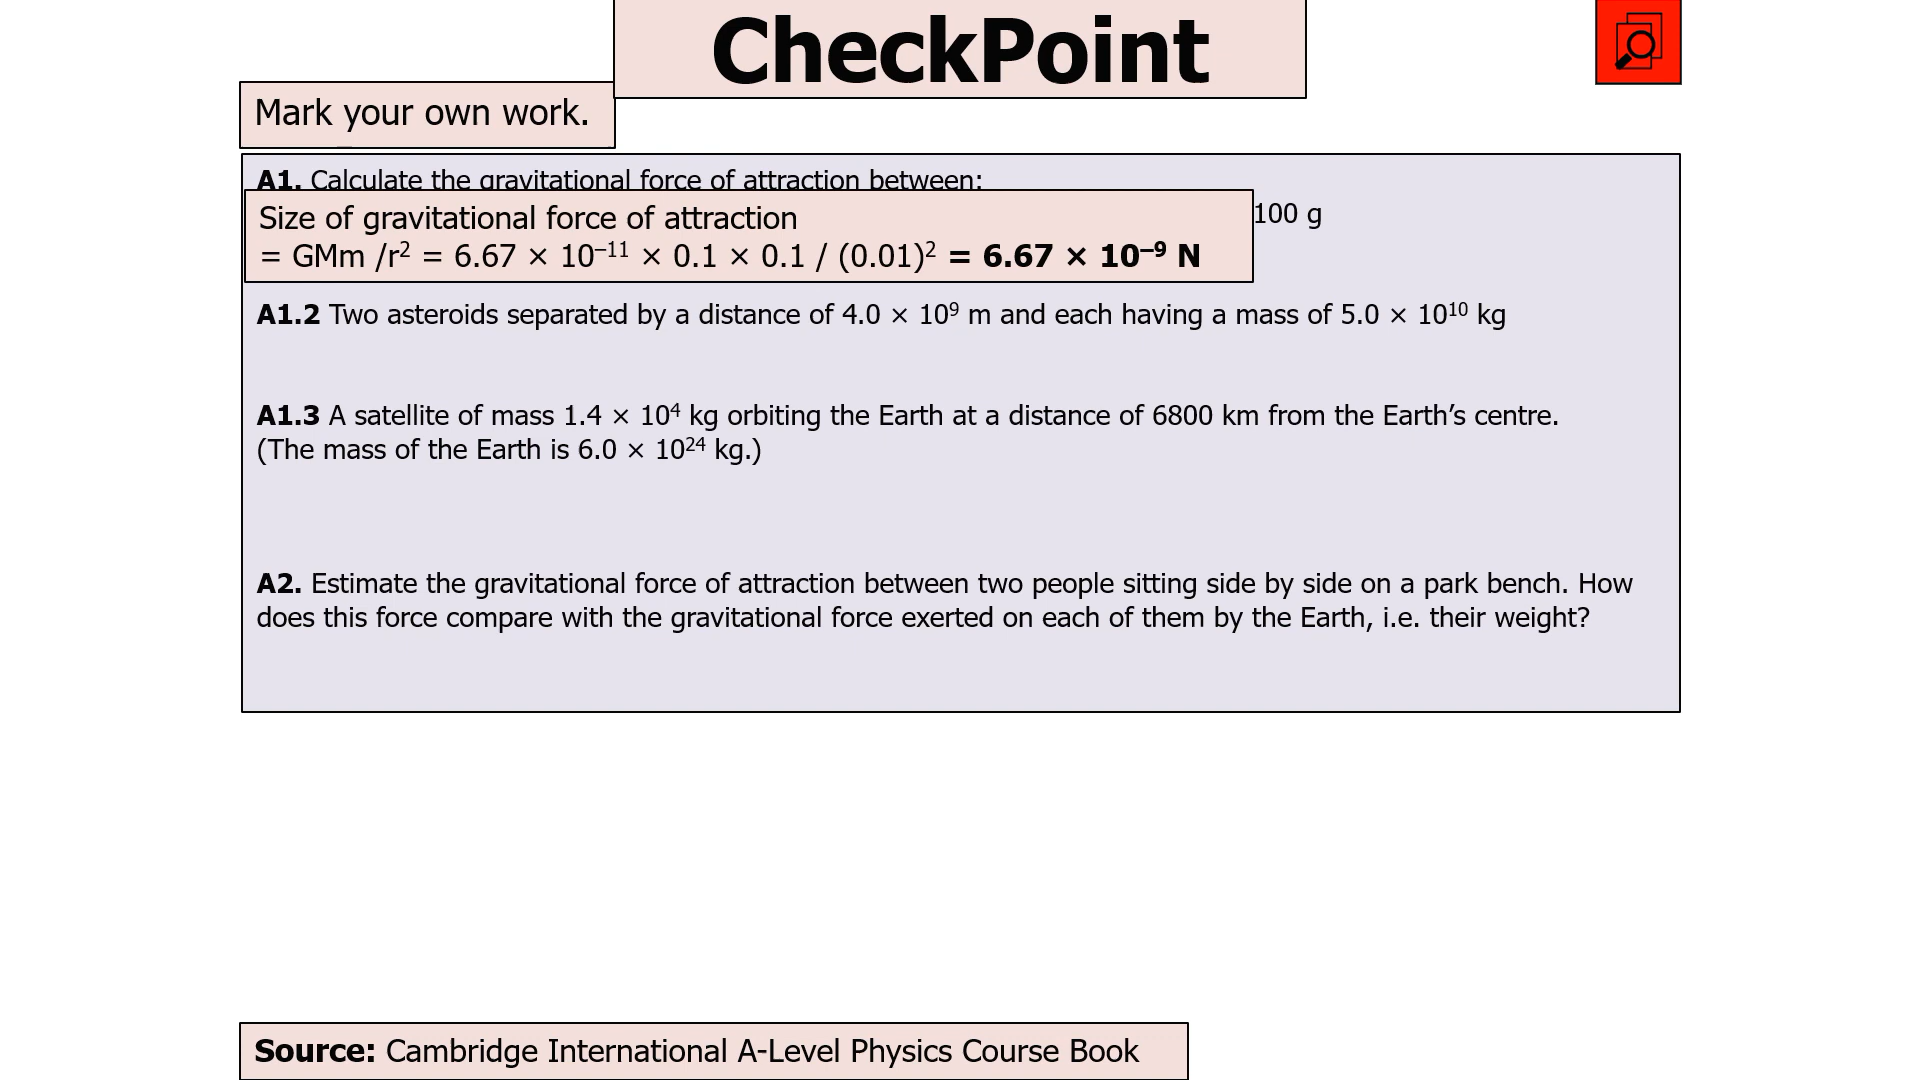 CheckPoint
Mark your own work.
A1. Calculate the gravitational force of attraction between:
100 g
Size of gravitational force of attraction
= GMm /r² = 6.67 × 10⁻¹¹ × 0.1 × 0.1 / (0.01)² = 6.67 × 10⁻⁹ N
A1.2 Two asteroids separated by a distance of 4.0 × 10⁹ m and each having a mass of 5.0 × 10¹⁰ kg
A1.3 A satellite of mass 1.4 × 10⁴ kg orbiting the Earth at a distance of 6800 km from the Earth’s centre.
(The mass of the Earth is 6.0 × 10²⁴ kg.)
A2. Estimate the gravitational force of attraction between two people sitting side by side on a park bench. How
does this force compare with the gravitational force exerted on each of them by the Earth, i.e. their weight?
Source: Cambridge International A-Level Physics Course Book